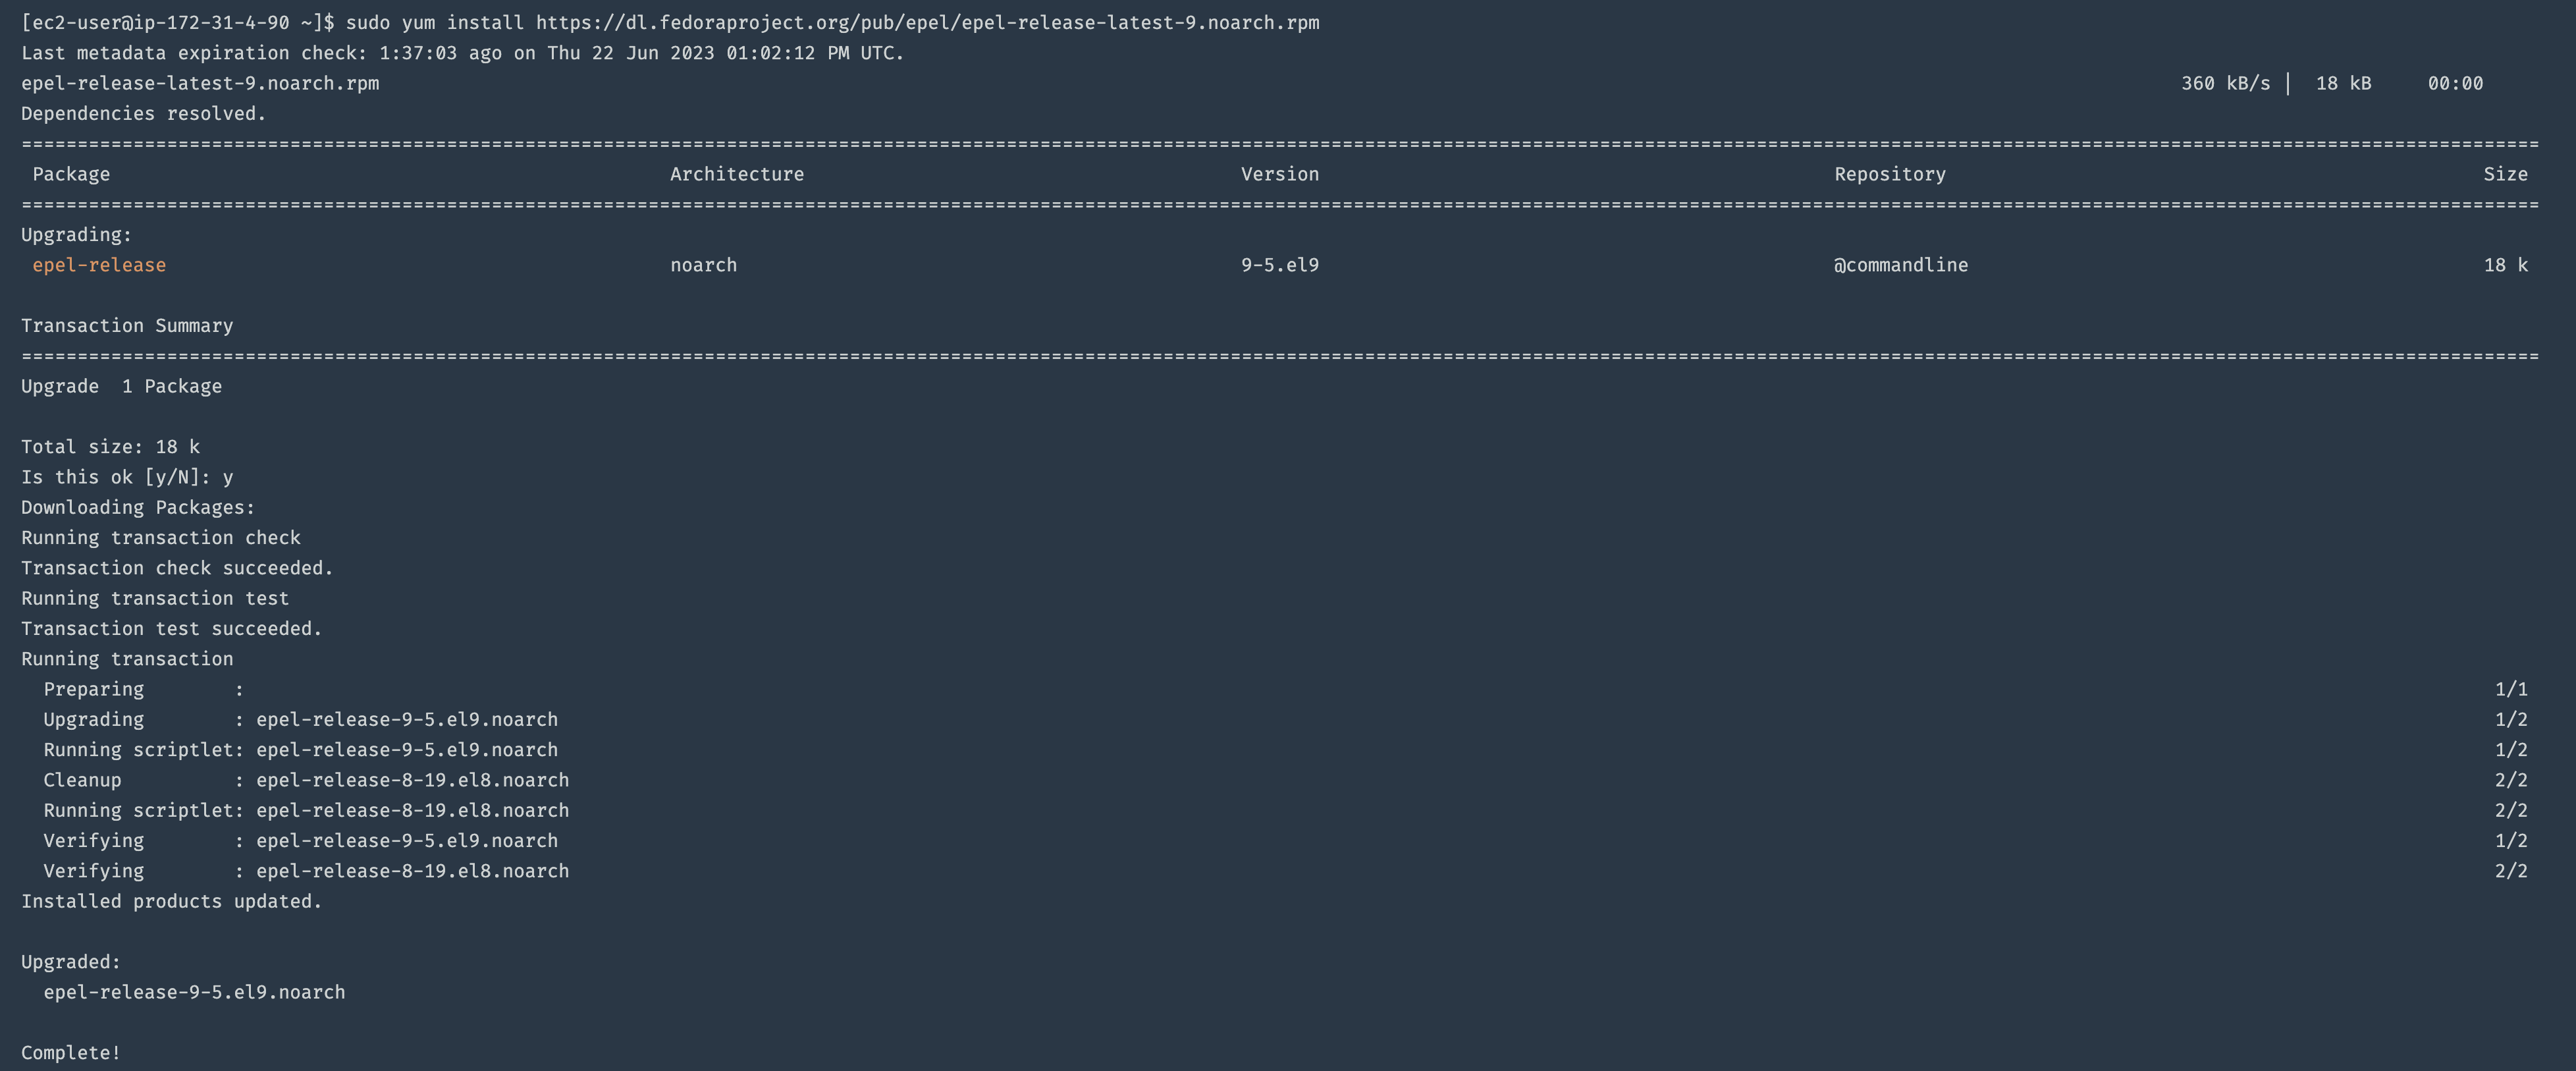 [ec2-user@ip-172-31-4-90 ~]$ sudo yum install https://dl.fedoraproject.org/pub/epel/epel-release-latest-9.noarch.rpm
Last metadata expiration check: 1:37:03 ago on Thu 22 Jun 2023 01:02:12 PM UTC.
epel-release-latest-9.noarch.rpm 360 kB/s | 18 kB 00:00
Dependencies resolved.
================================================================================
Package Architecture Version Repository Size
================================================================================
Upgrading:
epel-release noarch 9-5.el9 @commandline 18 k
Transaction Summary
================================================================================
Upgrade  1 Package
Total size: 18 k
Is this ok [y/N]: y
Downloading Packages:
Running transaction check
Transaction check succeeded.
Running transaction test
Transaction test succeeded.
Running transaction
Preparing : 1/1
Upgrading : epel-release-9-5.el9.noarch 1/2
Running scriptlet: epel-release-9-5.el9.noarch 1/2
Cleanup : epel-release-8-19.el8.noarch 2/2
Running scriptlet: epel-release-8-19.el8.noarch 2/2
Verifying : epel-release-9-5.el9.noarch 1/2
Verifying : epel-release-8-19.el8.noarch 2/2
Installed products updated.
Upgraded:
epel-release-9-5.el9.noarch
Complete!